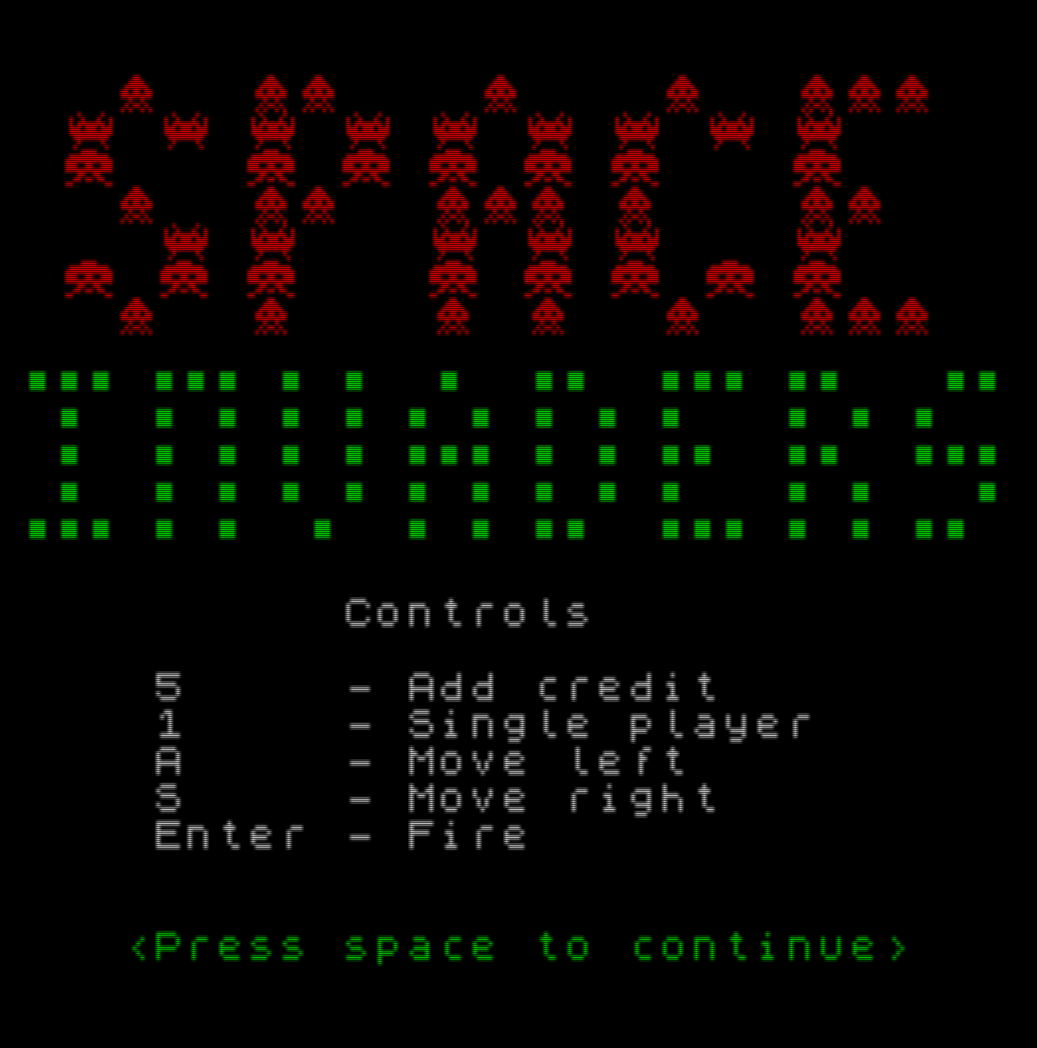 SPACE
INVADERS
Controls
5 - Add credit
1 - Single player
A - Move left
S - Move right
Enter - Fire
<Press space to continue>